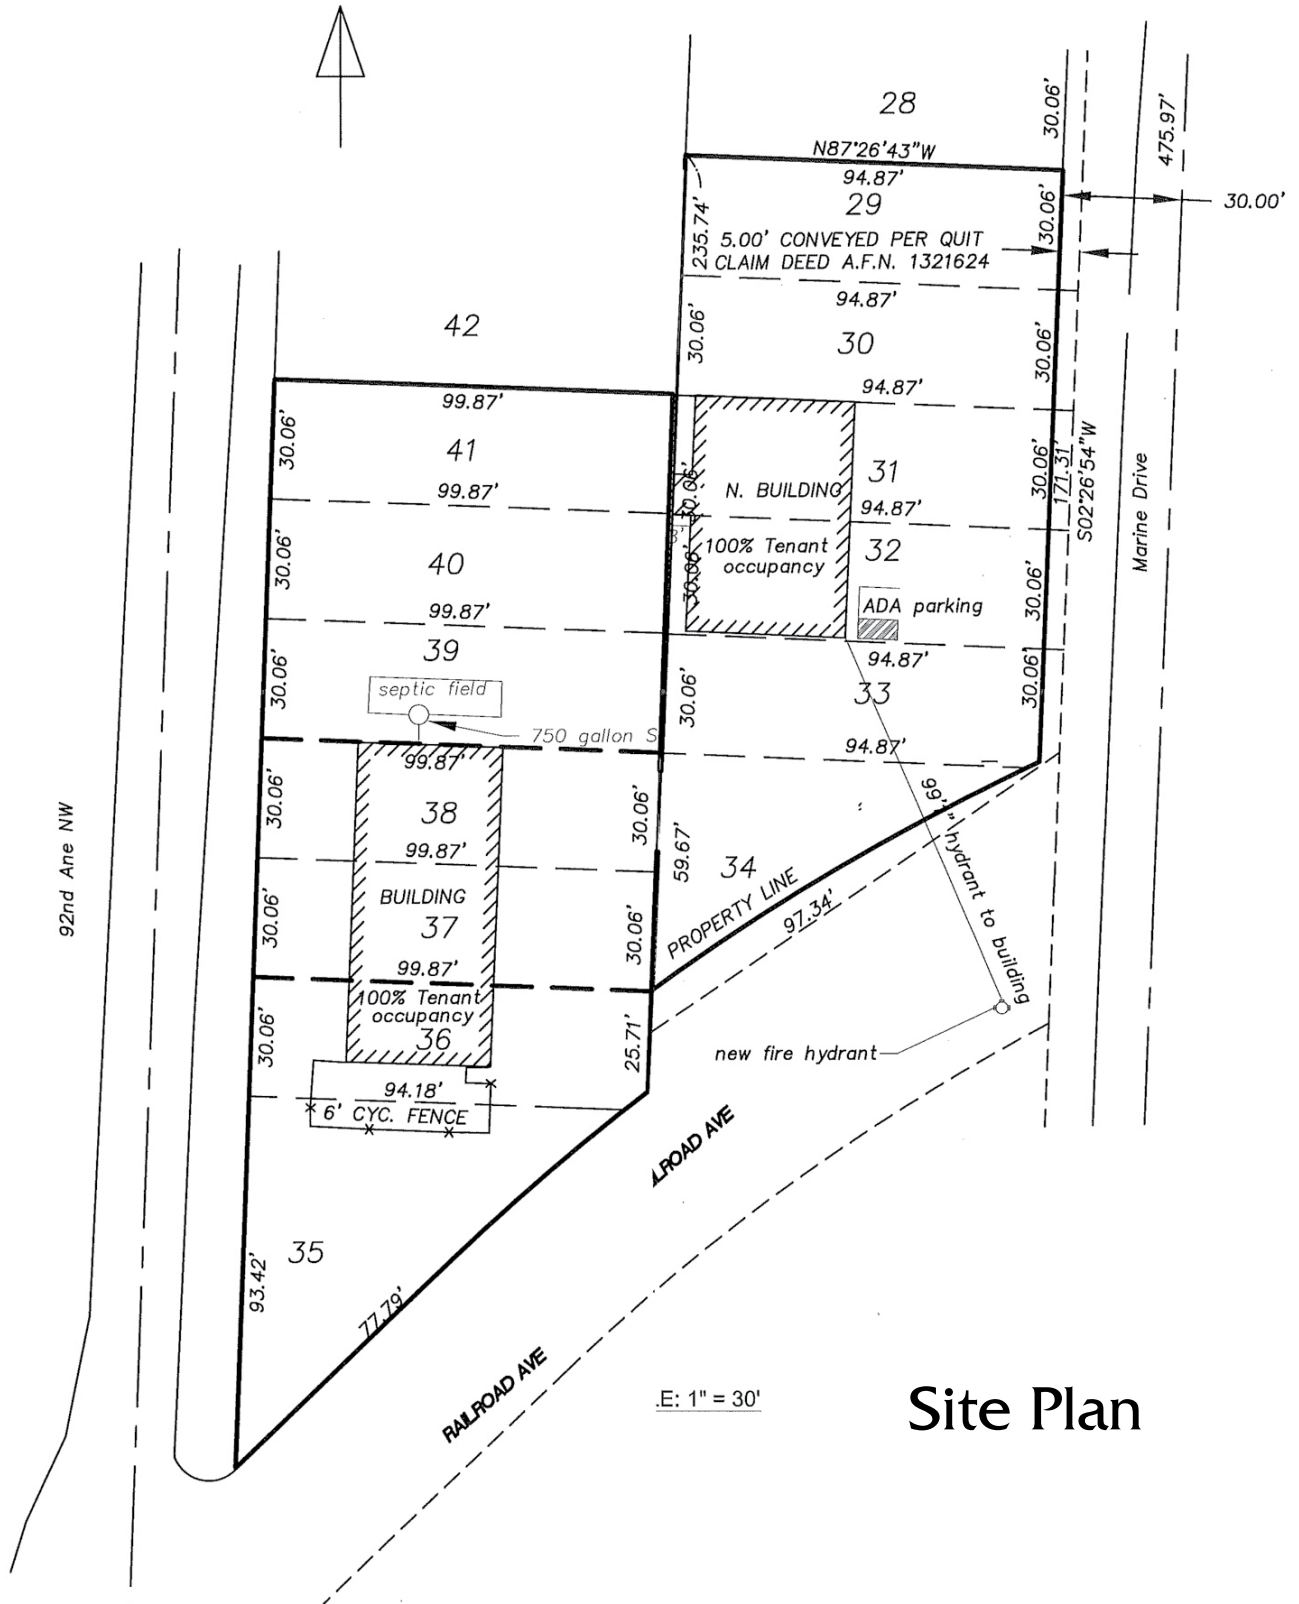 28
30.06'
475.97'
N87°26'43"W
94.87'
29
30.06'
30.00'
235.74'
5.00' CONVEYED PER QUIT
CLAIM DEED A.F.N. 1321624
94.87'
42
30.06'
30
30.06'
94.87'
99.87'
30.06'
41
99.87'
30.06'
N. BUILDING
31
94.87'
30.06'
171.31'
S02°26'54"W
Marine Drive
30.06'
40
99.87'
30.06'
100% Tenant
occupancy
32
ADA parking
30.06'
39
30.06'
septic field
750 gallon S
30.06'
94.87'
33
30.06'
94.87'
99.87'
30.06'
38
99.87'
30.06'
92nd Ane NW
BUILDING
37
30.06'
99.87'
30.06'
59.67'
34
PROPERTY LINE
97.34'
hydrant to building
100% Tenant
occupancy
36
30.06'
25.71'
new fire hydrant
94.18'
6' CYC. FENCE
LROAD AVE
35
93.42'
77.79'
RAILROAD AVE
.E: 1" = 30'
Site Plan